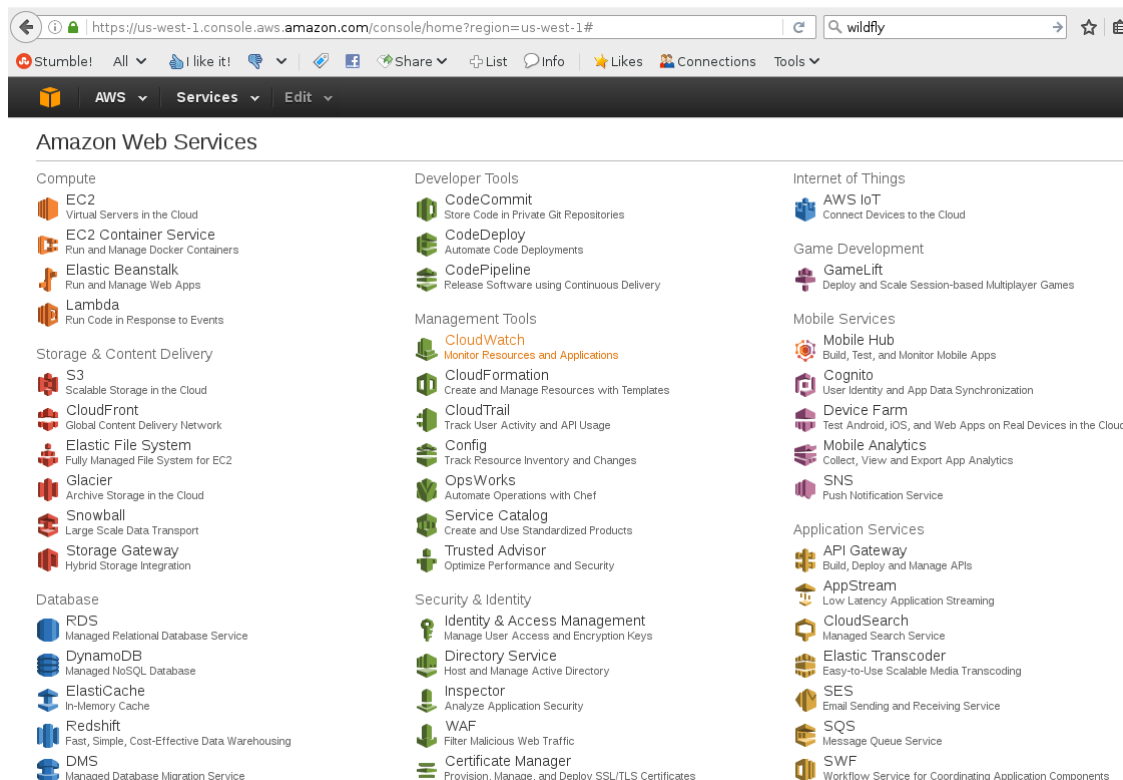 https://us-west-1.console.aws.amazon.com/console/home?region=us-west-1#
wildfly
Stumble! All I like it! Share List Info Likes Connections Tools
AWS Services Edit
Amazon Web Services
Compute
EC2
Virtual Servers in the Cloud
EC2 Container Service
Run and Manage Docker Containers
Elastic Beanstalk
Run and Manage Web Apps
Lambda
Run Code in Response to Events
Storage & Content Delivery
S3
Scalable Storage in the Cloud
CloudFront
Global Content Delivery Network
Elastic File System
Fully Managed File System for EC2
Glacier
Archive Storage in the Cloud
Snowball
Large Scale Data Transport
Storage Gateway
Hybrid Storage Integration
Database
RDS
Managed Relational Database Service
DynamoDB
Managed NoSQL Database
ElastiCache
In-Memory Cache
Redshift
Fast, Simple, Cost-Effective Data Warehousing
DMS
Managed Database Migration Service
Developer Tools
CodeCommit
Store Code in Private Git Repositories
CodeDeploy
Automate Code Deployments
CodePipeline
Release Software using Continuous Delivery
Management Tools
CloudWatch
Monitor Resources and Applications
CloudFormation
Create and Manage Resources with Templates
CloudTrail
Track User Activity and API Usage
Config
Track Resource Inventory and Changes
OpsWorks
Automate Operations with Chef
Service Catalog
Create and Use Standardized Products
Trusted Advisor
Optimize Performance and Security
Security & Identity
Identity & Access Management
Manage User Access and Encryption Keys
Directory Service
Host and Manage Active Directory
Inspector
Analyze Application Security
WAF
Filter Malicious Web Traffic
Certificate Manager
Provision, Manage, and Deploy SSL/TLS Certificates
Internet of Things
AWS IoT
Connect Devices to the Cloud
Game Development
GameLift
Deploy and Scale Session-based Multiplayer Games
Mobile Services
Mobile Hub
Build, Test, and Monitor Mobile Apps
Cognito
User Identity and App Data Synchronization
Device Farm
Test Android, iOS, and Web Apps on Real Devices in the Cloud
Mobile Analytics
Collect, View and Export App Analytics
SNS
Push Notification Service
Application Services
API Gateway
Build, Deploy and Manage APIs
AppStream
Low Latency Application Streaming
CloudSearch
Managed Search Service
Elastic Transcoder
Easy-to-Use Scalable Media Transcoding
SES
Email Sending and Receiving Service
SQS
Message Queue Service
SWF
Workflow Service for Coordinating Application Components